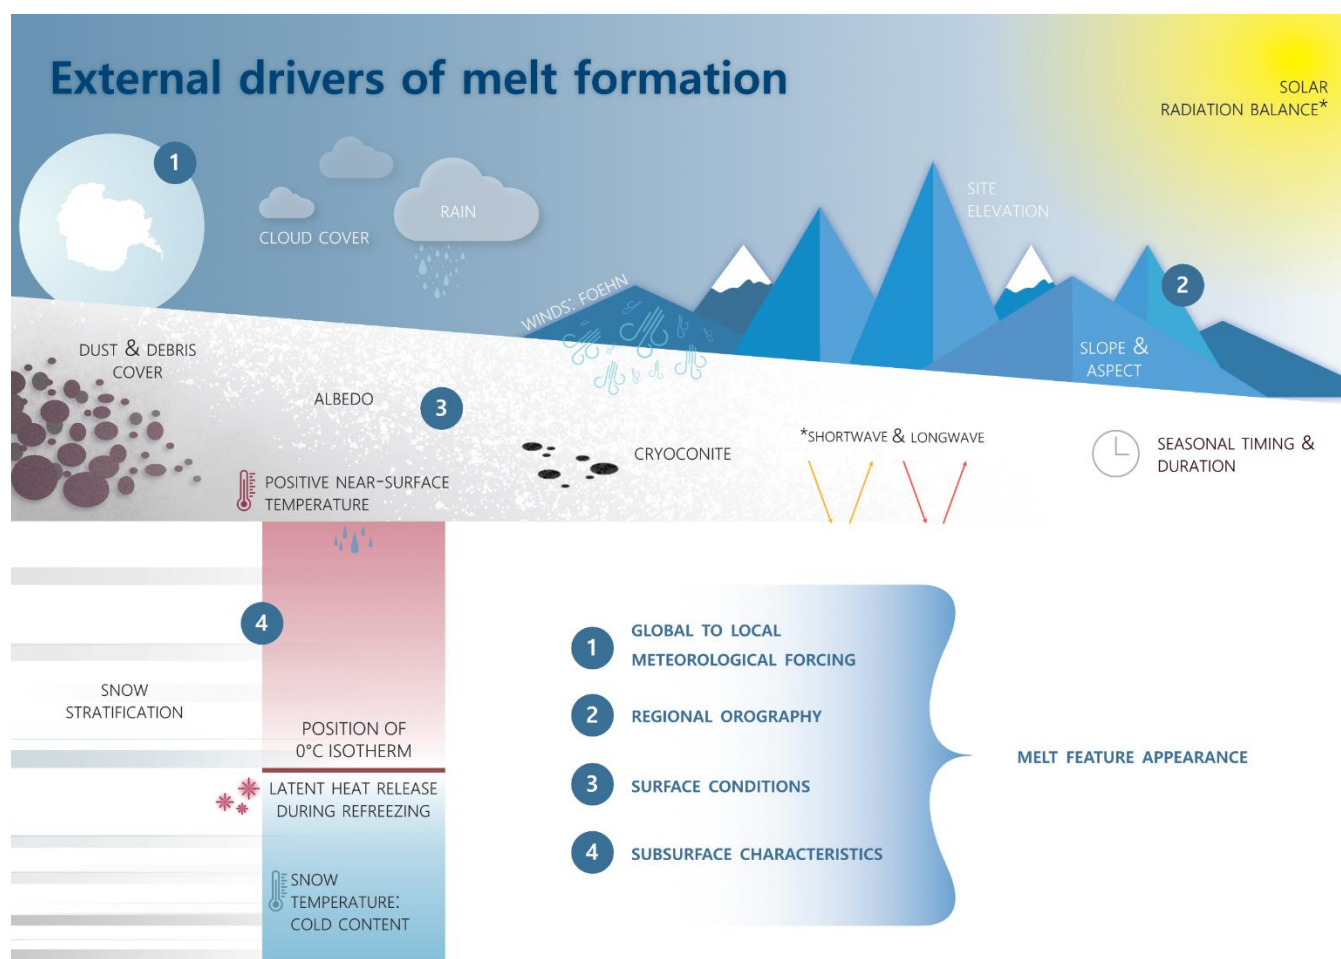 External drivers of melt formation
SOLAR
RADIATION BALANCE*
1
CLOUD COVER
RAIN
SITE
ELEVATION
WINDS: FOEHN
2
SLOPE &
ASPECT
DUST & DEBRIS
COVER
ALBEDO
3
CRYOCONITE
*SHORTWAVE & LONGWAVE
SEASONAL TIMING &
DURATION
POSITIVE NEAR-SURFACE
TEMPERATURE
4
SNOW
STRATIFICATION
POSITION OF
0°C ISOTHERM
LATENT HEAT RELEASE
DURING REFREEZING
SNOW
TEMPERATURE:
COLD CONTENT
1 GLOBAL TO LOCAL
METEOROLOGICAL FORCING
2 REGIONAL OROGRAPHY
3 SURFACE CONDITIONS
4 SUBSURFACE CHARACTERISTICS
MELT FEATURE APPEARANCE